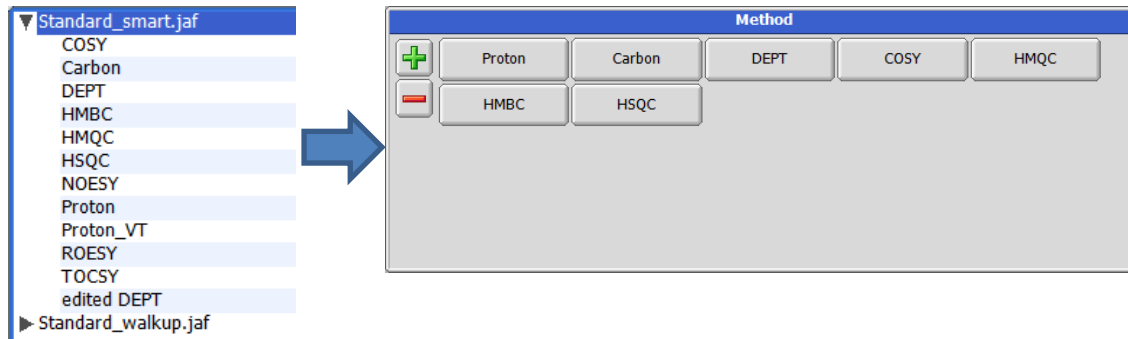 Standard_smart.jaf
COSY
Carbon
DEPT
HMBC
HMQC
HSQC
NOESY
Proton
Proton_VT
ROESY
TOCSY
edited DEPT
Standard_walkup.jaf
Method
Proton Carbon DEPT COSY HMQC
HMBC HSQC